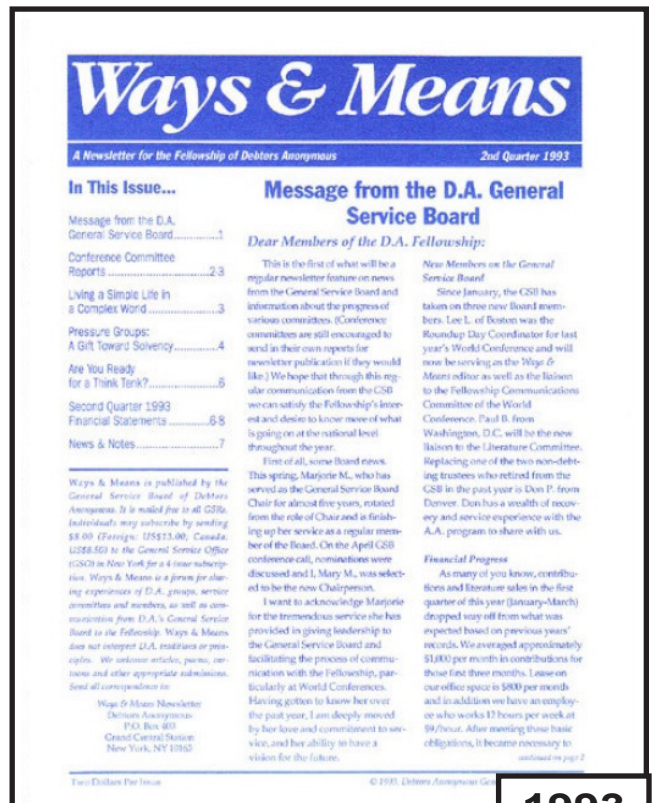 Ways & Means
A Newsletter for the Fellowship of Debtors Anonymous 2nd Quarter 1993
In This Issue...
Message from the D.A.
General Service Board..............1
Conference Committee
Reports ..........................2-3
Living a Simple Life in
a Complex World ..................3
Pressure Groups:
A Gift Toward Solvency............4
Are You Ready
for a Think Tank?....................6
Second Quarter 1993
Financial Statements ...........6-8
News & Notes........................7
Ways & Means is published by the
General Service Board of Debtors
Anonymous. It is mailed free to all GSRs.
Individuals may subscribe by sending
$8.00 (Foreign: US$13.00; Canada:
US$8.50) to the General Service Office
(GSO) in New York for a 4-issue subscrip-
tion. Ways & Means is a forum for shar-
ing experiences of D.A. groups, service
committees and members, as well as com-
munication from D.A.'s General Service
Board to the Fellowship. Ways & Means
does not interpret D.A. traditions or prin-
ciples. We welcome articles, poems, car-
toons and other appropriate submissions.
Send all correspondence to:
Ways & Means Newsletter
Debtors Anonymous
P.O. Box 400
Grand Central Station
New York, NY 10163
Message from the D.A. General
Service Board
Dear Members of the D.A. Fellowship:
This is the first of what will be a
regular newsletter feature on news
from the General Service Board and
information about the progress of
various committees. (Conference
committees are still encouraged to
send in their own reports for
newsletter publication if they would
like.) We hope that through this reg-
ular communication from the GSB
we can satisfy the Fellowship's inter-
est and desire to know more of what
is going on at the national level
throughout the year.
First of all, some Board news.
This spring, Marjorie M., who has
served as the General Service Board
Chair for almost five years, rotated
from the role of Chair and is finish-
ing up her service as a regular mem-
ber of the Board. On the April GSB
conference call, nominations were
discussed and I, Mary M., was select-
ed to be the new Chairperson.
I want to acknowledge Marjorie
for the tremendous service she has
provided in giving leadership to
the General Service Board and
facilitating the process of commu-
nication with the Fellowship, par-
ticularly at World Conferences.
Having gotten to know her over
the past year, I am deeply moved
by her love and commitment to ser-
vice, and her ability to have a
vision for the future.
New Members on the General
Service Board
Since January, the GSB has
taken on three new Board mem-
bers. Lee L. of Boston was the
Roundup Day Coordinator for last
year's World Conference and will
now be serving as the Ways &
Means editor as well as the liaison
to the Fellowship Communications
Committee of the World
Conference. Paul B. from
Washington, D.C. will be the new
liaison to the Literature Committee.
Replacing one of the two non-debt-
ing trustees who retired from the
GSB in the past year is Don P. from
Denver. Don has a wealth of recov-
ery and service experience with the
A.A. program to share with us.
Financial Progress
As many of you know, contribu-
tions and literature sales in the first
quarter of this year (January-March)
dropped way off from what was
expected based on previous years'
records. We averaged approximately
$1,000 per month in contributions for
those first three months. Lease on
our office space is $800 per month
and in addition we have an employ-
ee who works 12 hours per week at
$9/hour. After meeting those basic
obligations, it became necessary to
continued on page 2
Two Dollars Per Issue © 1993, Debtors Anonymous
1993